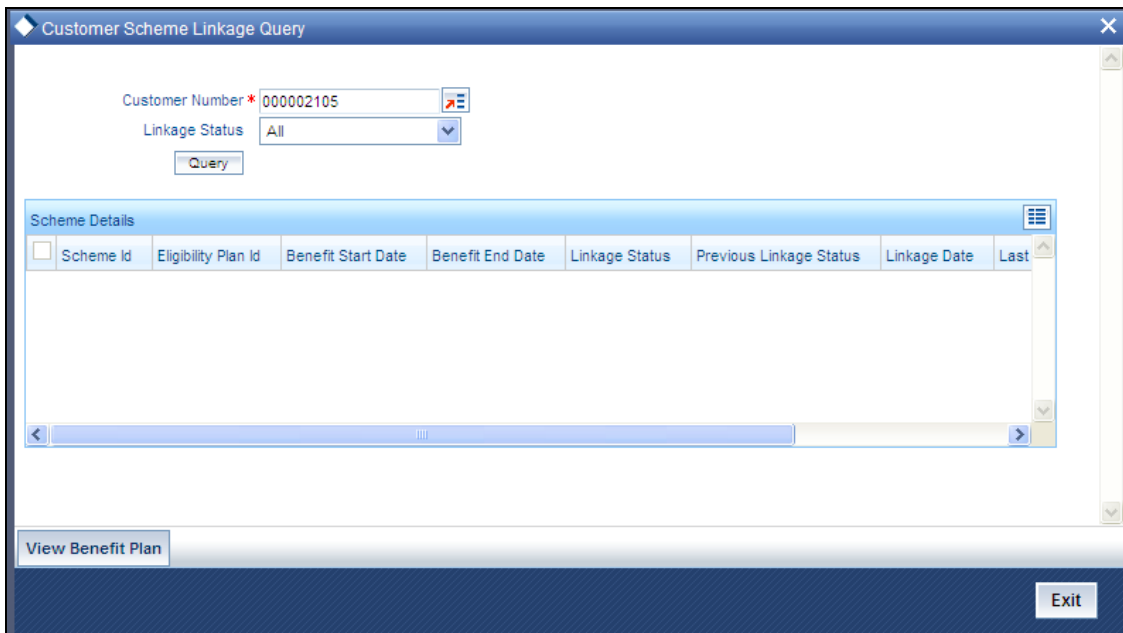 Customer Scheme Linkage Query
Customer Number * 000002105
Linkage Status All
Query
Scheme Details
Scheme Id Eligibility Plan Id Benefit Start Date Benefit End Date Linkage Status Previous Linkage Status Linkage Date Last
View Benefit Plan
Exit